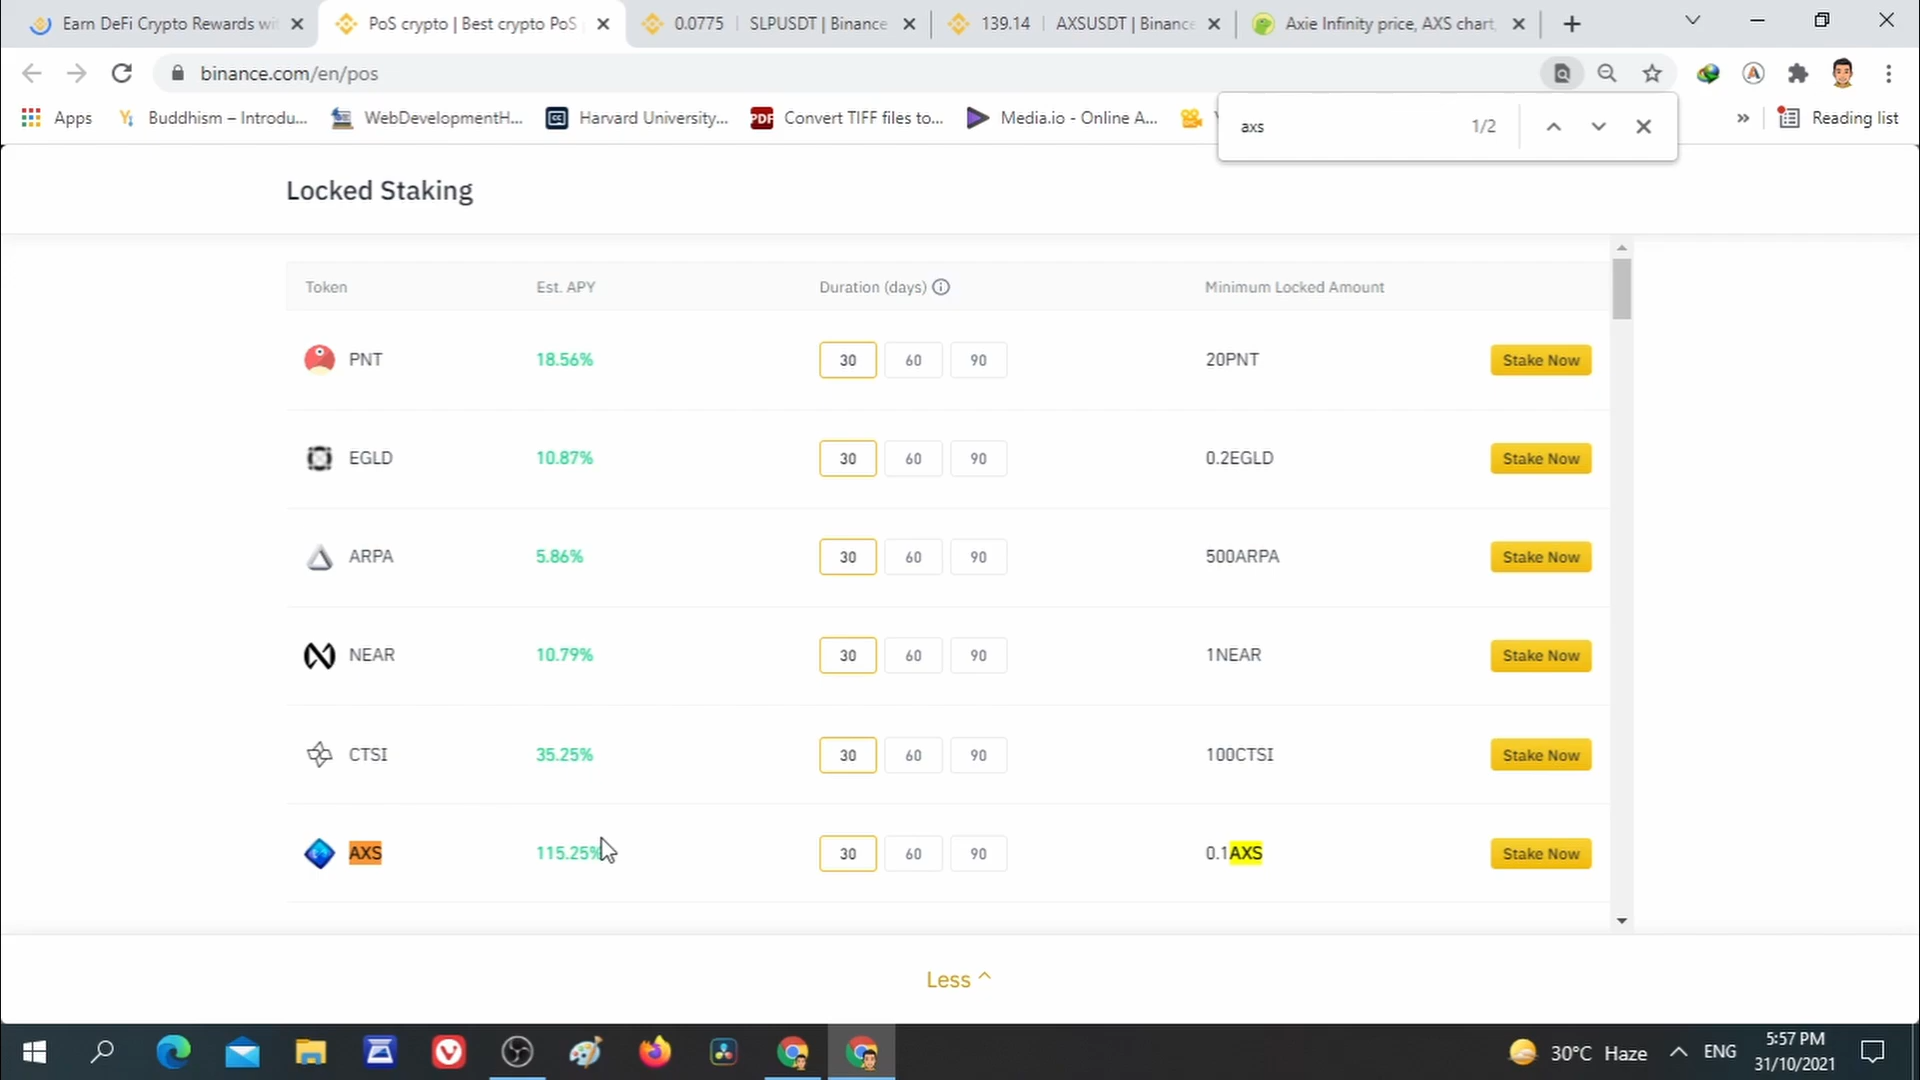 Earn DeFi Crypto Rewards wit
PoS crypto | Best crypto PoS
0.0775 | SLPUSDT | Binance
139.14 | AXSUSDT | Binance
Axie Infinity price, AXS chart,
binance.com/en/pos
Apps
Buddhism – Introdu...
WebDevelopmentH...
Harvard University,...
Convert TIFF files to...
Media.io - Online A...
»
Reading list
axs
1/2
Locked Staking
Token Est. APY Duration (days) Minimum Locked Amount
PNT 18.56% 30 60 90 20PNT Stake Now
EGLD 10.87% 30 60 90 0.2EGLD Stake Now
ARPA 5.86% 30 60 90 500ARPA Stake Now
NEAR 10.79% 30 60 90 1NEAR Stake Now
CTSI 35.25% 30 60 90 100CTSI Stake Now
AXS 115.25% 30 60 90 0.1AXS Stake Now
Less
30°C Haze
ENG
5:57 PM
31/10/2021